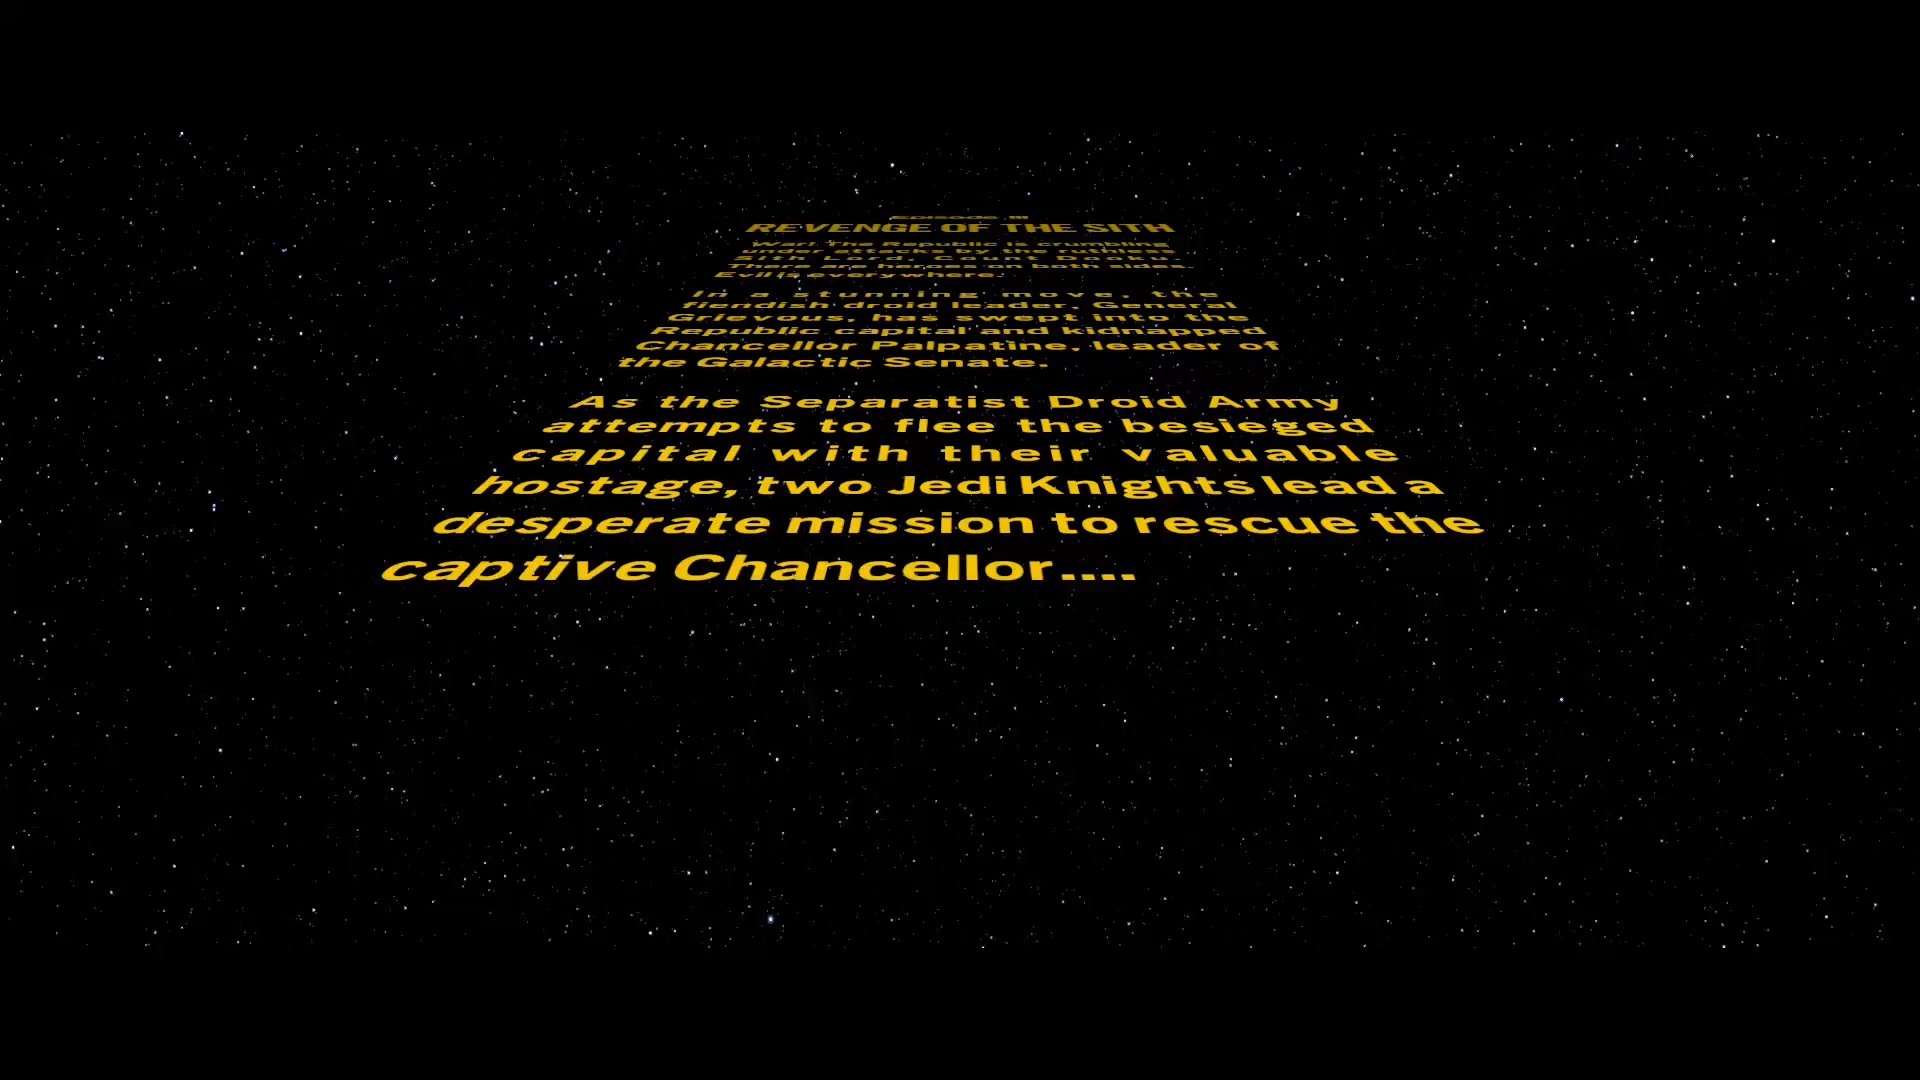 Episode III
REVENGE OF THE SITH
War! The Republic is crumbling
under attacks by the ruthless
Sith Lord, Count Dooku.
There are heroes on both sides.
Evil is everywhere.
In a stunning move, the
fiendish droid leader, General
Grievous, has swept into the
Republic capital and kidnapped
Chancellor Palpatine, leader of
the Galactic Senate.
As the Separatist Droid Army
attempts to flee the besieged
capital with their valuable
hostage, two Jedi Knights lead a
desperate mission to rescue the
captive Chancellor....